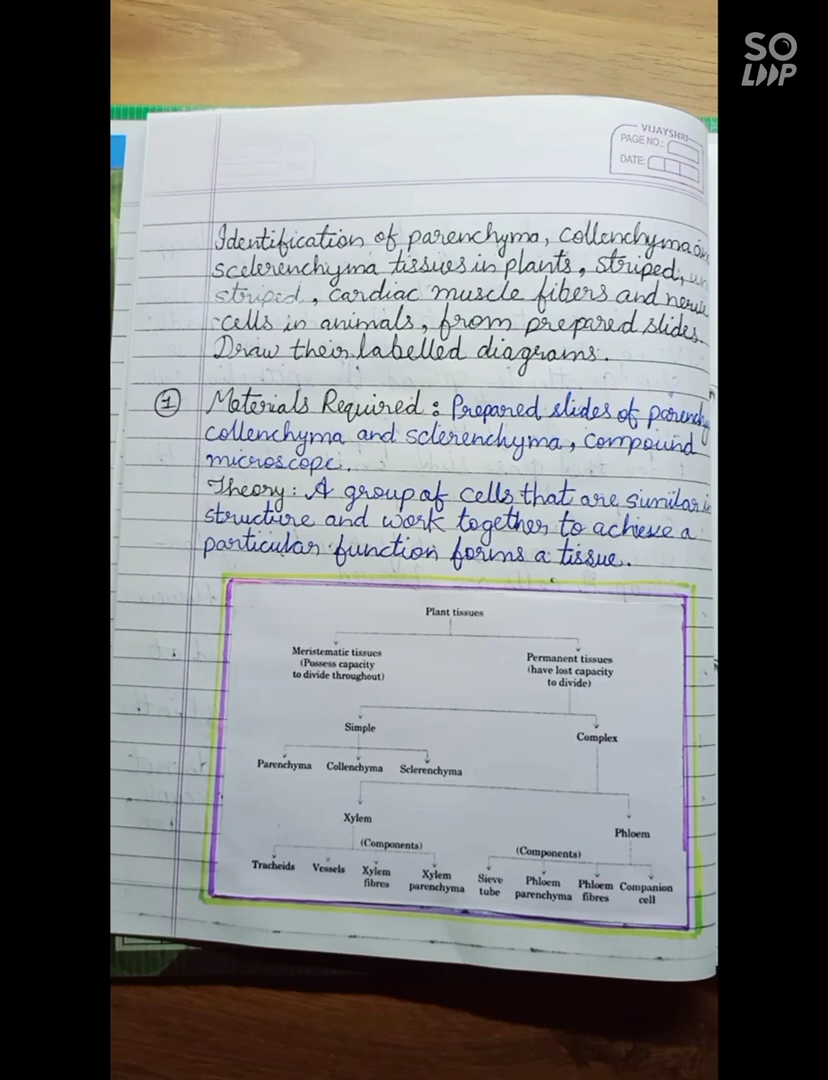 SO
LOOP
VIJAYSHRI
PAGE NO.:
DATE:
Identification of parenchyma, collenchyma
scelerenchyma tissues in plants, striped,
striped, cardiac muscle fibers and nerve
cells in animals, from prepared slides.
Draw their labelled diagrams.
① Materials Required : Prepared slides of
collenchyma and sclerenchyma, compound
microscope.
Theory: A group of cells that are similar in
structure and work together to achieve a
particular function forms a tissue.
Plant tissues
Meristematic tissues
(Possess capacity
to divide throughout)
Permanent tissues
(have lost capacity
to divide)
Simple
Complex
Parenchyma Collenchyma Sclerenchyma
Xylem
Phloem
(Components)
(Components)
Tracheids Vessels Xylem fibres Xylem parenchyma
Sieve tube Phloem parenchyma Phloem fibres Companion cell